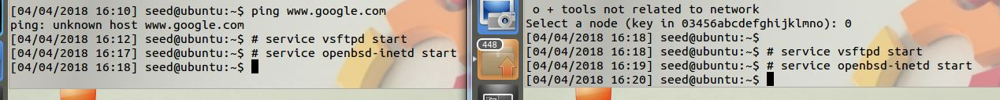 [04/04/2018 16:10] seed@ubuntu:~$ ping www.google.com
ping: unknown host www.google.com
[04/04/2018 16:12] seed@ubuntu:~$ # service vsftpd start
[04/04/2018 16:17] seed@ubuntu:~$ # service openbsd-inetd start
[04/04/2018 16:18] seed@ubuntu:~$
448
o + tools not related to network
Select a node (key in 03456abcdefghijklmno): 0
[04/04/2018 16:18] seed@ubuntu:~$
[04/04/2018 16:18] seed@ubuntu:~$ # service vsftpd start
[04/04/2018 16:19] seed@ubuntu:~$ # service openbsd-inetd start
[04/04/2018 16:20] seed@ubuntu:~$